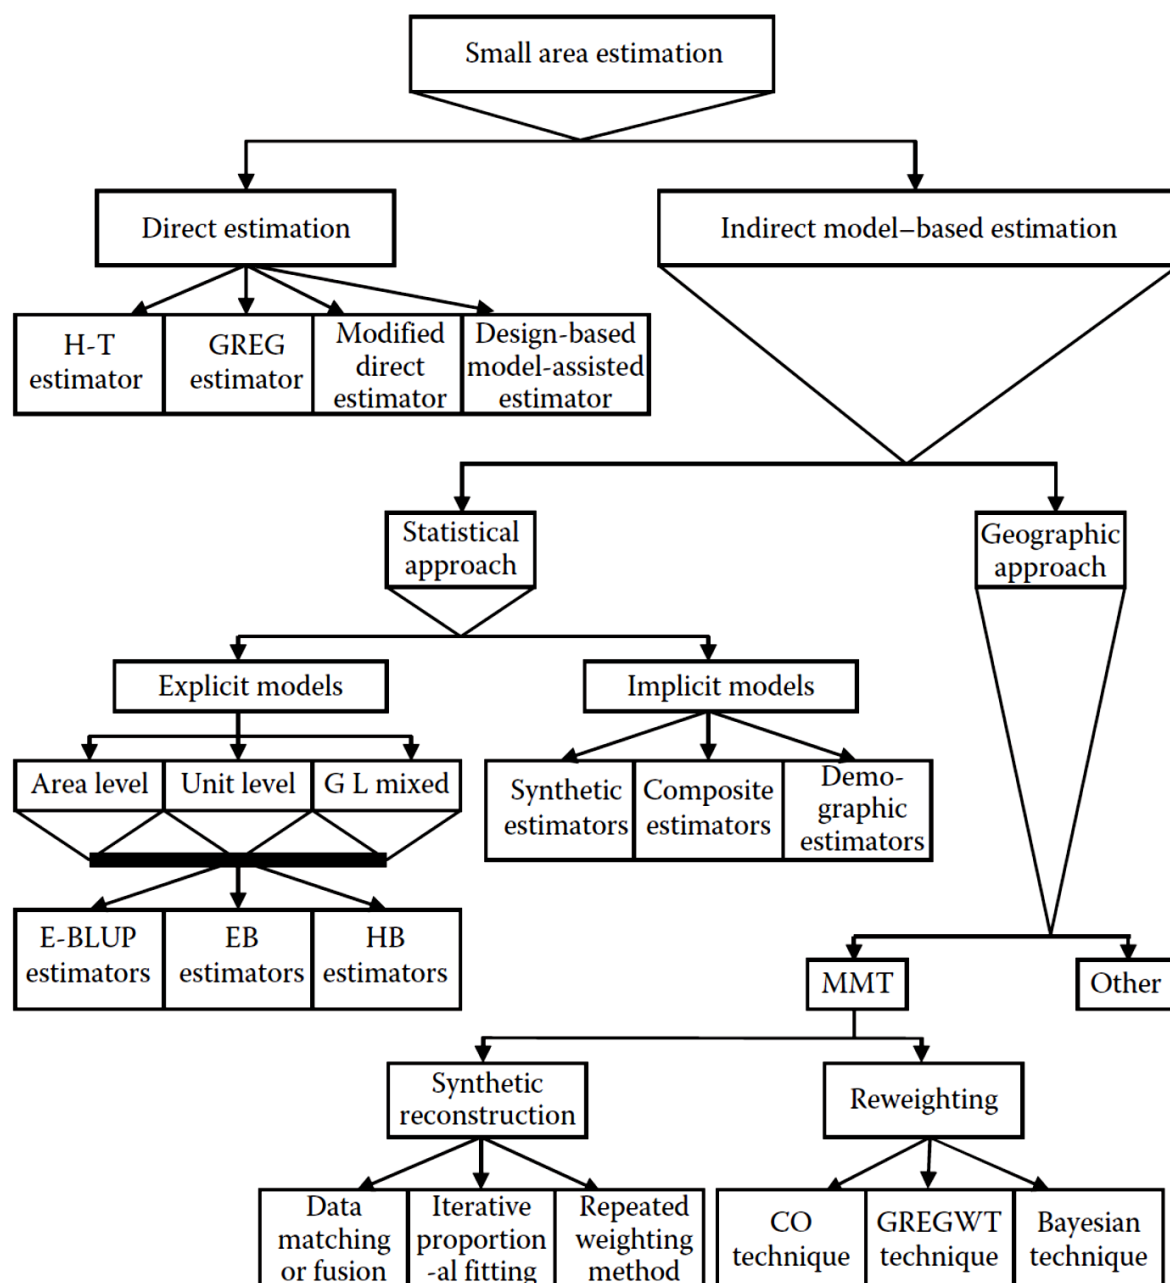 Small area estimation
Direct estimation
Indirect model–based estimation
H-T
estimator
GREG
estimator
Modified
direct
estimator
Design-based
model-assisted
estimator
Statistical
approach
Geographic
approach
Explicit models
Implicit models
Area level
Unit level
G L mixed
Synthetic
estimators
Composite
estimators
Demo-
graphic
estimators
E-BLUP
estimators
EB
estimators
HB
estimators
MMT
Other
Synthetic
reconstruction
Reweighting
Data
matching
or fusion
Iterative
proportion
-al fitting
Repeated
weighting
method
CO
technique
GREGWT
technique
Bayesian
technique